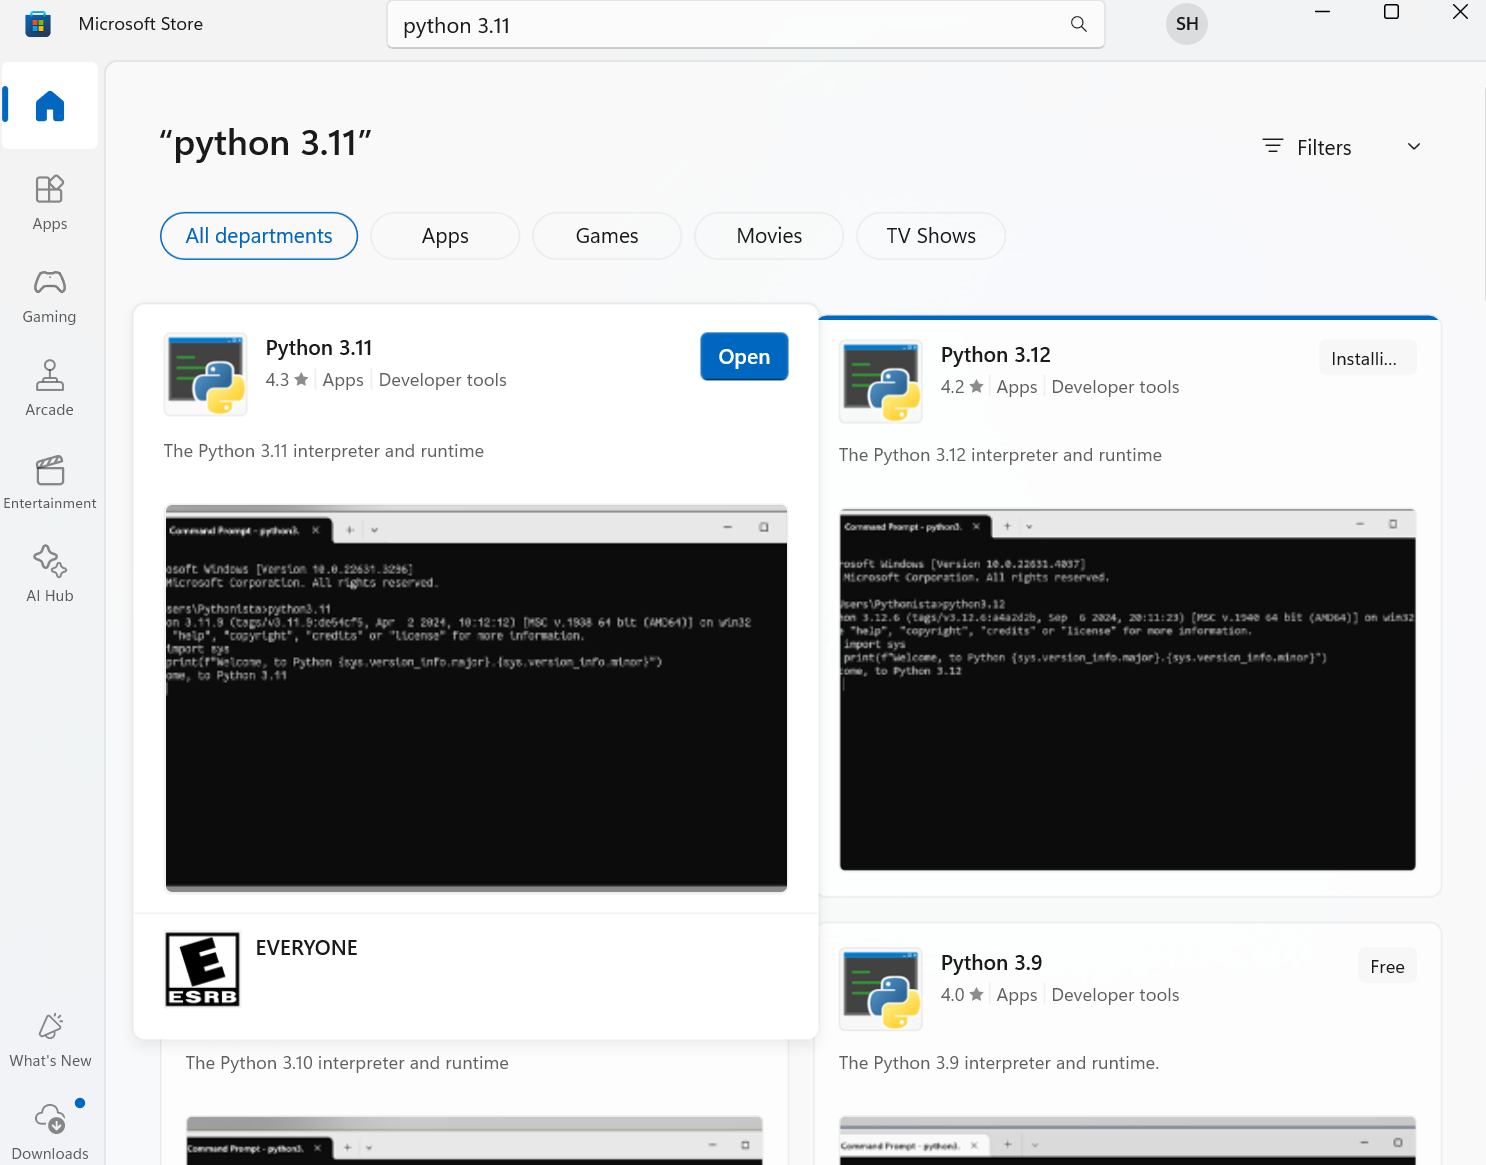 Microsoft Store
python 3.11
SH
Apps
Gaming
Arcade
Entertainment
AI Hub
What's New
Downloads
“python 3.11”
Filters
All departments
Apps
Games
Movies
TV Shows
Python 3.11
4.3 ★ Apps Developer tools
Open
The Python 3.11 interpreter and runtime
Command Prompt - python3.
osoft Windows [Version 10.0.22631.3296]
Microsoft Corporation. All rights reserved.
sers\Pythonista>python3.11
on 3.11.9 (tags/v3.11.9:de54cf5, Apr 2 2024, 10:12:12) [MSC v.1938 64 bit (AMD64)] on win32
"help", "copyright", "credits" or "license" for more information.
import sys
print(f"Welcome, to Python {sys.version_info.major}.{sys.version_info.minor}")
ome, to Python 3.11
E
ESRB
EVERYONE
Python 3.12
4.2 ★ Apps Developer tools
Installi...
The Python 3.12 interpreter and runtime
Command Prompt - python3.
rosoft Windows [Version 10.0.22631.4037]
Microsoft Corporation. All rights reserved.
Users\Pythonista>python3.12
hon 3.12.6 (tags/v3.12.6:a4a2d2b, Sep 6 2024, 20:11:23) [MSC v.1940 64 bit (AMD64)] on win32
e "help", "copyright", "credits" or "license" for more information.
import sys
print(f"Welcome, to Python {sys.version_info.major}.{sys.version_info.minor}")
come, to Python 3.12
The Python 3.10 interpreter and runtime
Command Prompt - python3.
Python 3.9
4.0 ★ Apps Developer tools
Free
The Python 3.9 interpreter and runtime.
Command Prompt - python3.